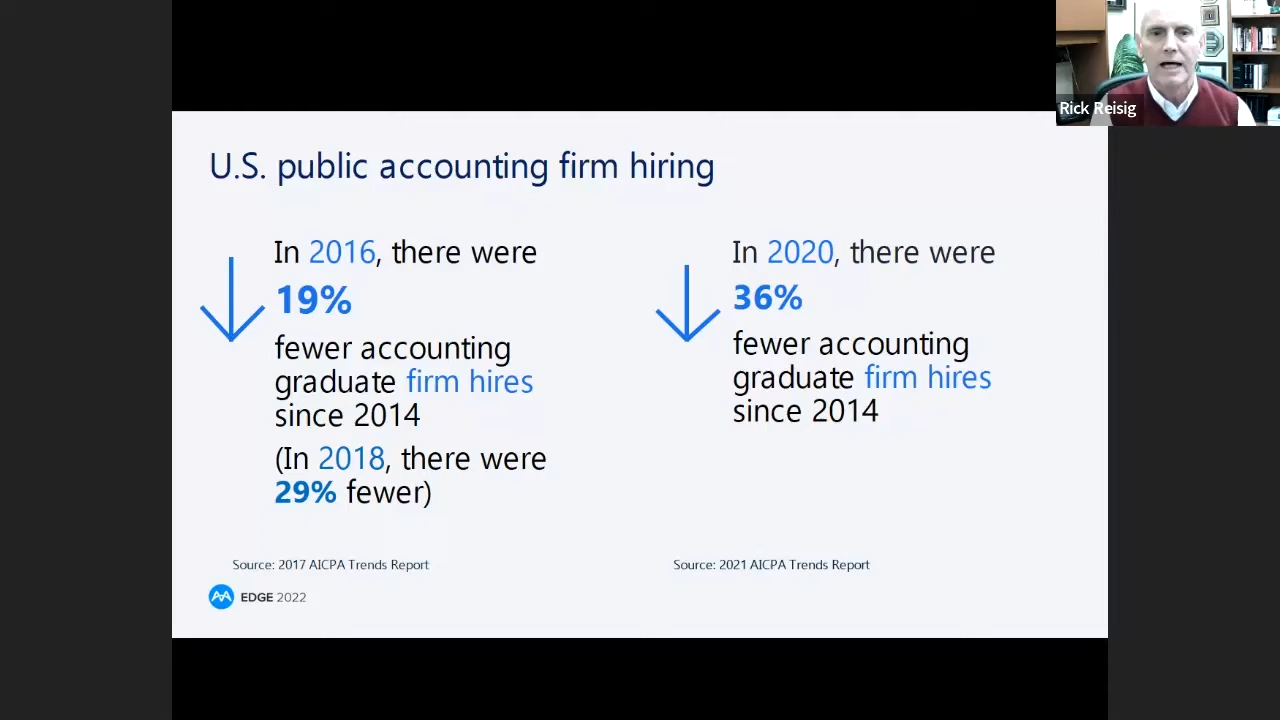 Rick Reisig
U.S. public accounting firm hiring
In 2016, there were
19%
fewer accounting
graduate firm hires
since 2014
(In 2018, there were
29% fewer)
Source: 2017 AICPA Trends Report
In 2020, there were
36%
fewer accounting
graduate firm hires
since 2014
Source: 2021 AICPA Trends Report
EDGE 2022